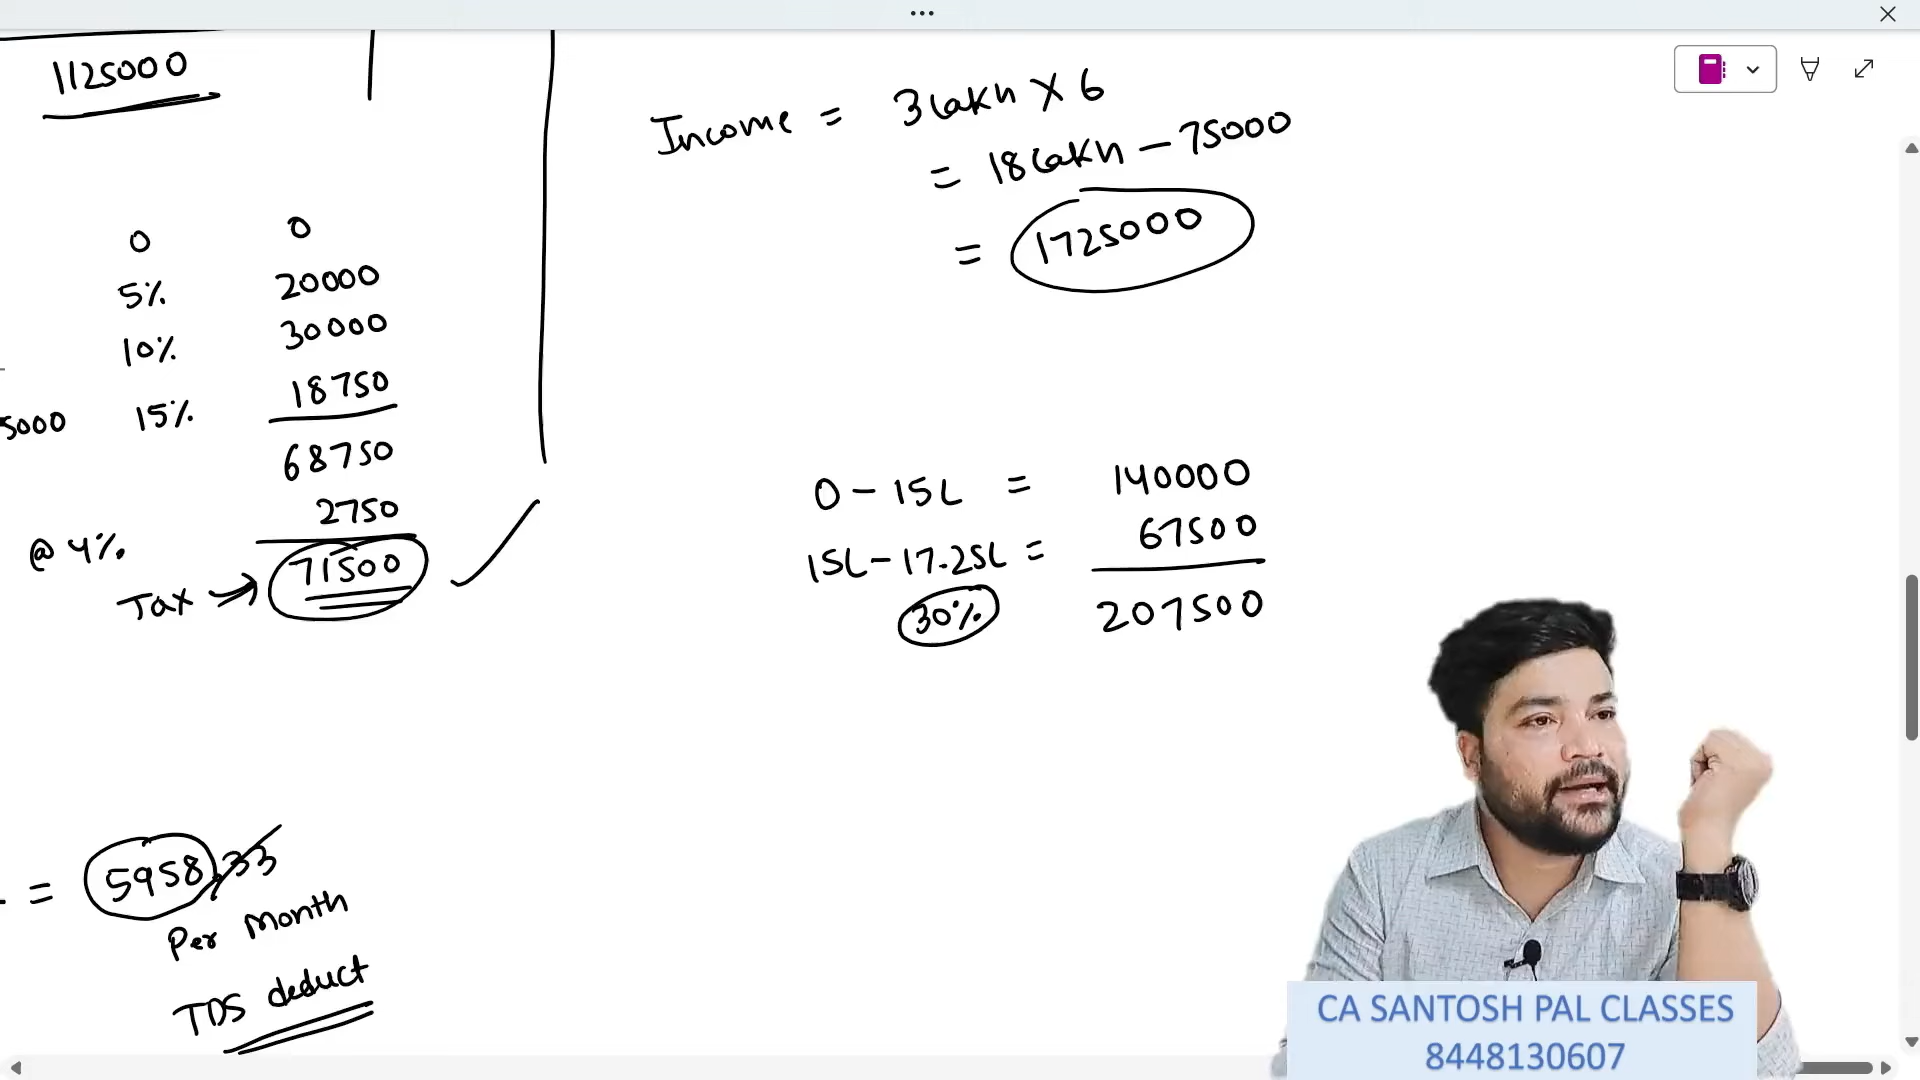 1125000
0 0
5% 20000
10% 30000
5000 15% 18750
68750
@ 4% 2750
Tax → 71500
= 5958.33
Per Month
TDS deduct
Income = 3 Lakh X 6
= 18 Lakh - 75000
= 1725000
0 - 15L = 140000
15L - 17.25L = 67500
30% 207500
CA SANTOSH PAL CLASSES
8448130607